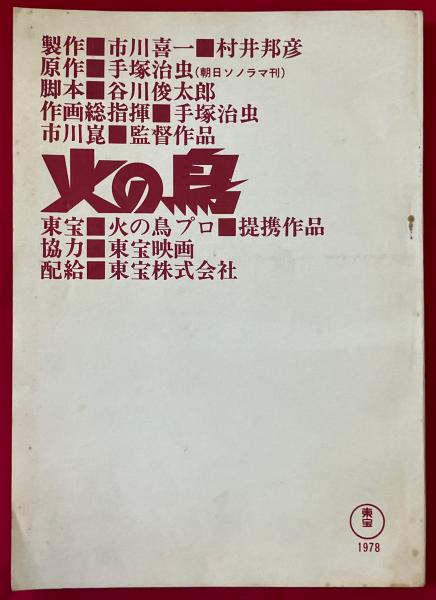 製作■市川喜一■村井邦彦
原作■手塚治虫(朝日ソノラマ刊)
脚本■谷川俊太郎
作画総指揮■手塚治虫
市川崑■監督作品
火の鳥
東宝■火の鳥プロ■提携作品
協力■東宝映画
配給■東宝株式会社
東宝
1978